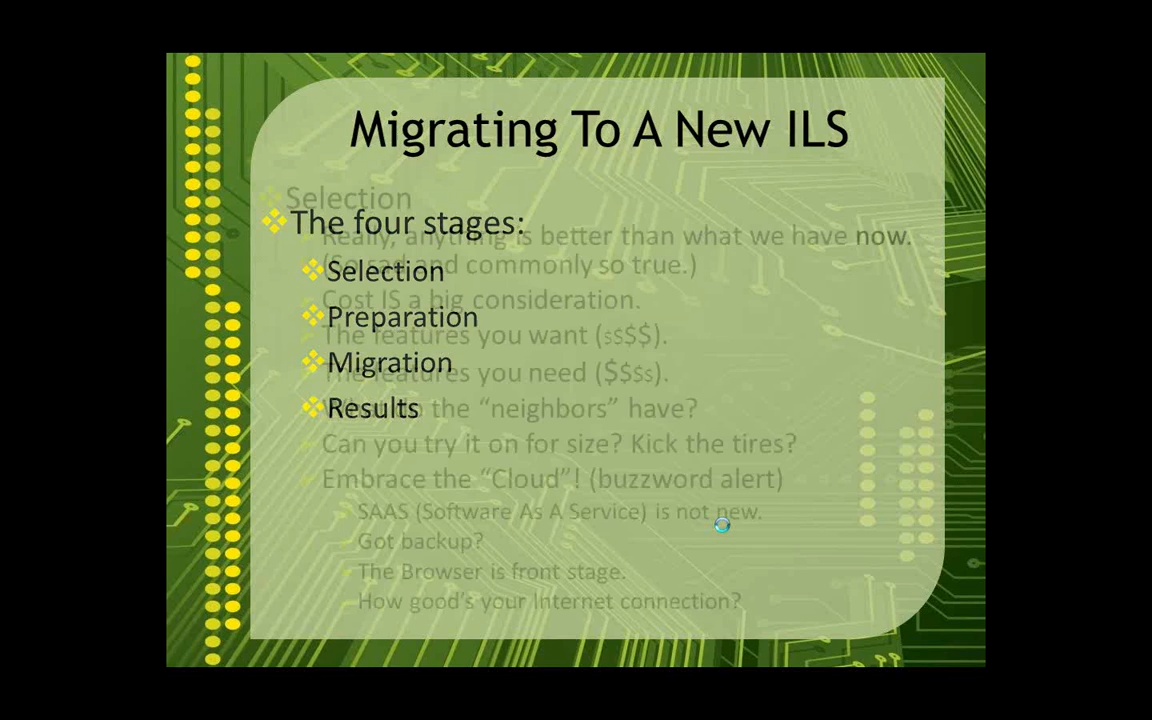 Migrating To A New ILS
The four stages:
Selection
Preparation
Migration
Results
Selection
Really, anything is better than what we have now.
(So sad and commonly so true.)
Cost IS a big consideration.
The features you want ($$$$).
The features you need ($$$$).
What do the “neighbors” have?
Can you try it on for size? Kick the tires?
Embrace the “Cloud”! (buzzword alert)
SAAS (Software As A Service) is not new.
Got backup?
The Browser is front stage.
How good's your Internet connection?